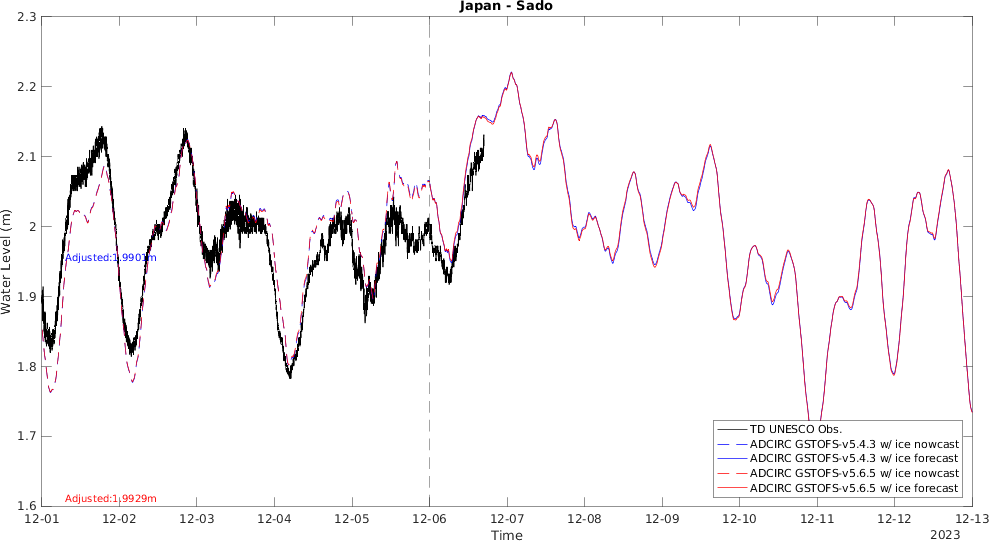 Japan - Sado
2.3
2.2
2.1
2
1.9
1.8
1.7
1.6
Water Level (m)
Adjusted:1.9901m
Adjusted:1.9929m
TD UNESCO Obs.
ADCIRC GSTOFS-v5.4.3 w/ ice nowcast
ADCIRC GSTOFS-v5.4.3 w/ ice forecast
ADCIRC GSTOFS-v5.6.5 w/ ice nowcast
ADCIRC GSTOFS-v5.6.5 w/ ice forecast
12-01 12-02 12-03 12-04 12-05 12-06 12-07 12-08 12-09 12-10 12-11 12-12 12-13
Time
2023